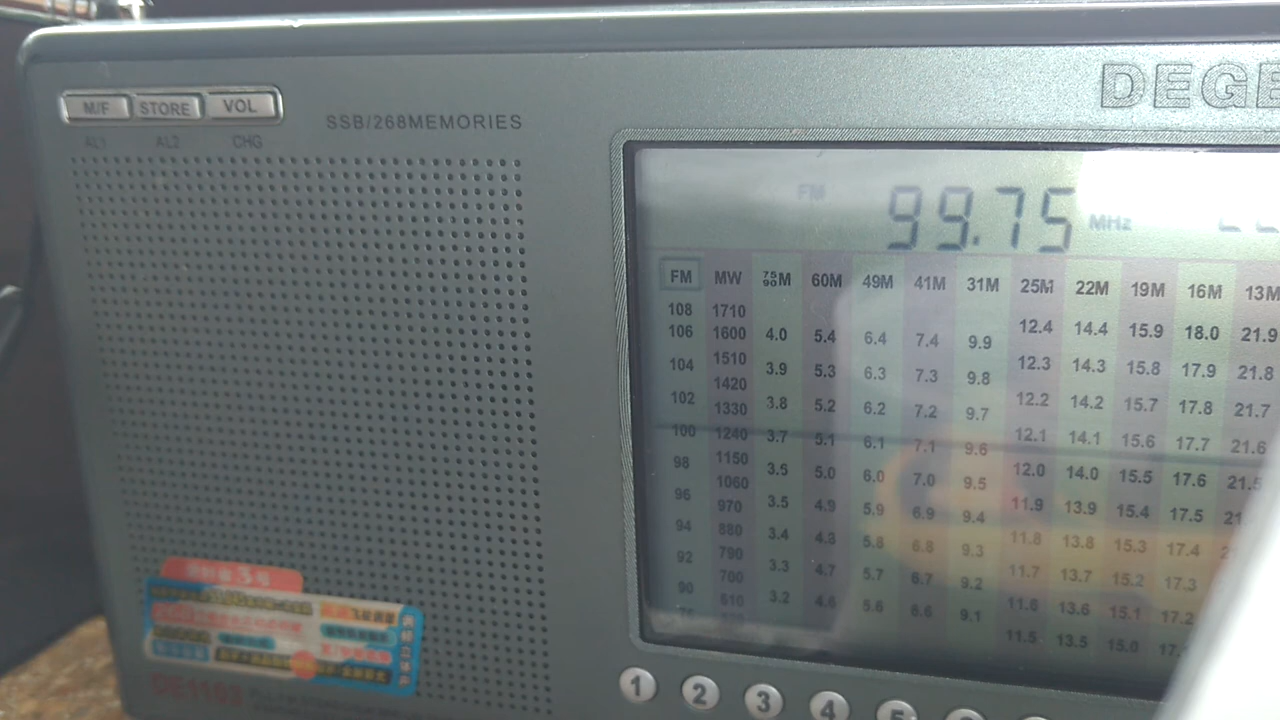 M/F STORE VOL
AL1 AL2 CHG
SSB/268MEMORIES
DEGE
FM 99.75 MHz
FM MW 75 90M 60M 49M 41M 31M 25M 22M 19M 16M 13M
108 1710
106 1600 4.0 5.4 6.4 7.4 9.9 12.4 14.4 15.9 18.0 21.9
104 1510 3.9 5.3 6.3 7.3 9.8 12.3 14.3 15.8 17.9 21.8
1420
102 1330 3.8 5.2 6.2 7.2 9.7 12.2 14.2 15.7 17.8 21.7
100 1240 3.7 5.1 6.1 7.1 9.6 12.1 14.1 15.6 17.7 21.6
98 1150 3.5 5.0 6.0 7.0 9.5 12.0 14.0 15.5 17.6 21.5
1060
96 970 3.5 4.9 5.9 6.9 9.4 11.9 13.9 15.4 17.5 21
94 880 3.4 4.8 5.8 6.8 9.3 11.8 13.8 15.3 17.4
92 790 3.3 4.7 5.7 6.7 9.2 11.7 13.7 15.2 17.3
700
90 610 3.2 4.6 5.6 6.6 9.1 11.6 13.6 15.1 17.2
11.5 13.5 15.0 17.
DE1103
1 2 3 4 5